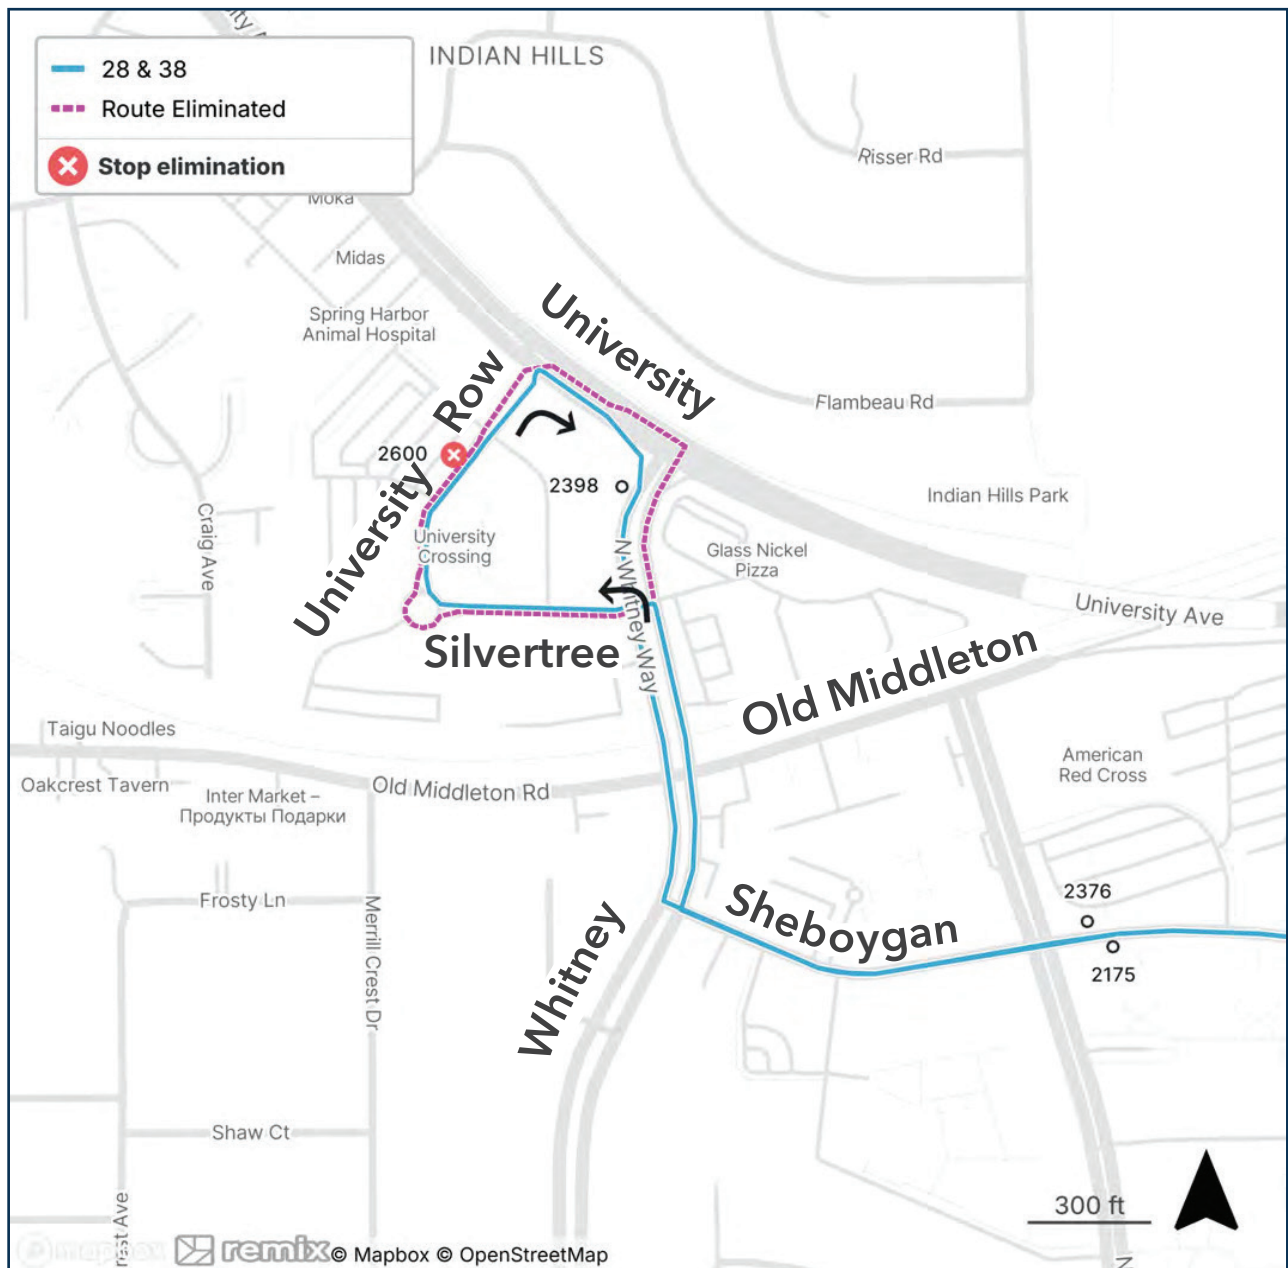 28 & 38
Route Eliminated
Stop elimination
INDIAN HILLS
Risser Rd
Moka
Midas
Spring Harbor
Animal Hospital
University
Row
University
Flambeau Rd
2600
2398
Craig Ave
University
Crossing
N Whitney Way
Glass Nickel
Pizza
Indian Hills Park
University Ave
Silvertree
Old Middleton
Taigu Noodles
Oakcrest Tavern
Inter Market –
Продукты Подарки
Old Middleton Rd
American
Red Cross
Frosty Ln
Merrill Crest Dr
Whitney
Sheboygan
2376
2175
Shaw Ct
300 ft
mapbox
remix
© Mapbox © OpenStreetMap
N